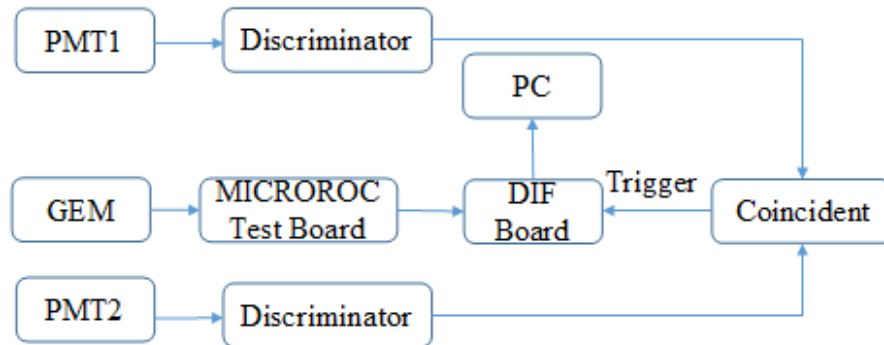 PMT1
Discriminator
PC
GEM
MICROROC
Test Board
DIF
Board
Trigger
Coincident
PMT2
Discriminator